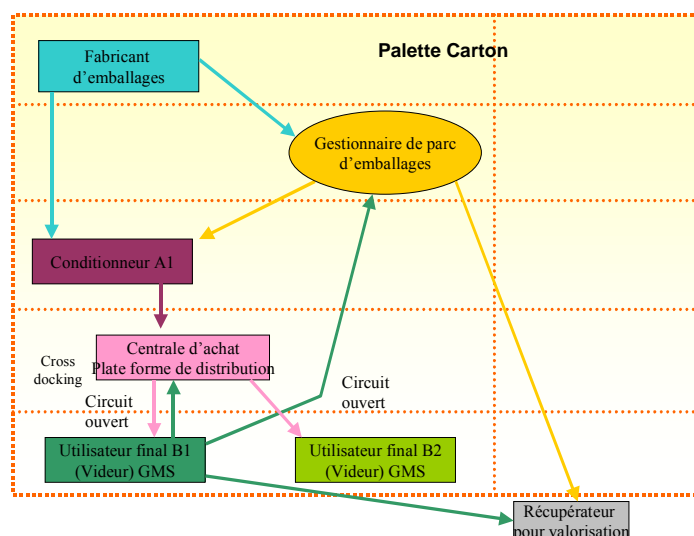 Palette Carton
Fabricant
d'emballages
Gestionnaire de parc
d'emballages
Conditionneur A1
Centrale d'achat
Plate forme de distribution
Cross
docking
Circuit
ouvert
Circuit
ouvert
Utilisateur final B1
(Videur) GMS
Utilisateur final B2
(Videur) GMS
Récupérateur
pour valorisation